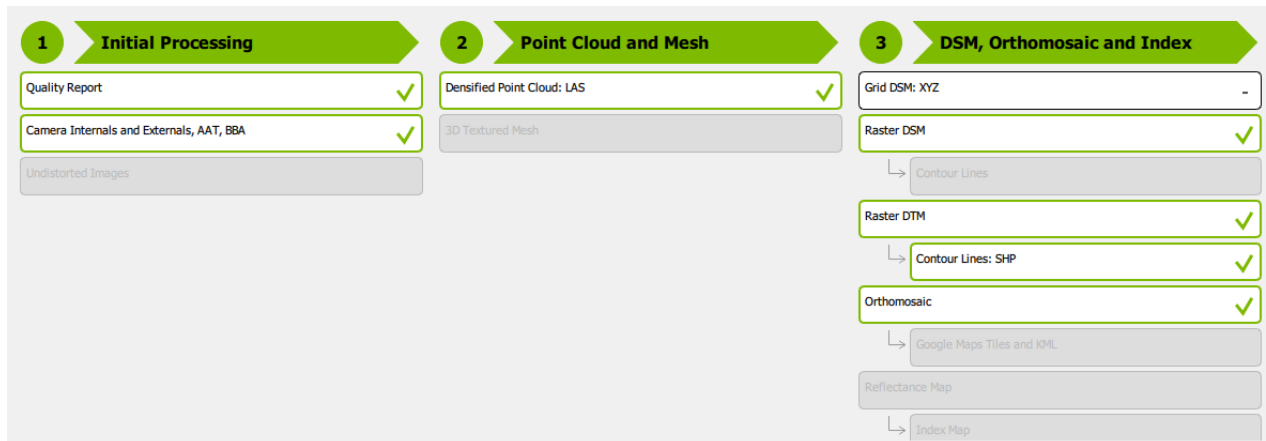 1 Initial Processing
Quality Report
Camera Internals and Externals, AAT, BBA
Undistorted Images
2 Point Cloud and Mesh
Densified Point Cloud: LAS
3D Textured Mesh
3 DSM, Orthomosaic and Index
Grid DSM: XYZ -
Raster DSM
Contour Lines
Raster DTM
Contour Lines: SHP
Orthomosaic
Google Maps Tiles and KML
Reflectance Map
Index Map